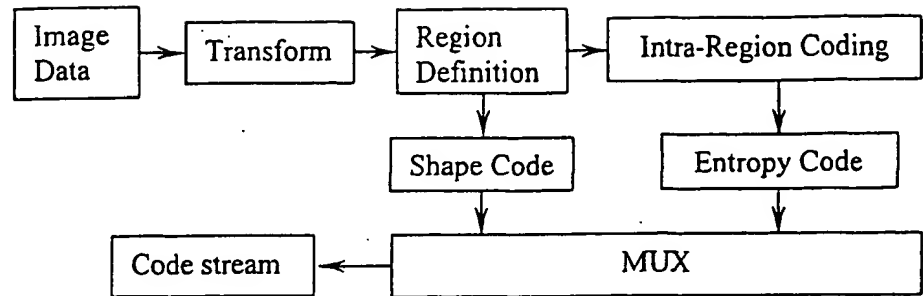 Image
Data
Transform
Region
Definition
Intra-Region Coding
Shape Code
Entropy Code
Code stream
MUX